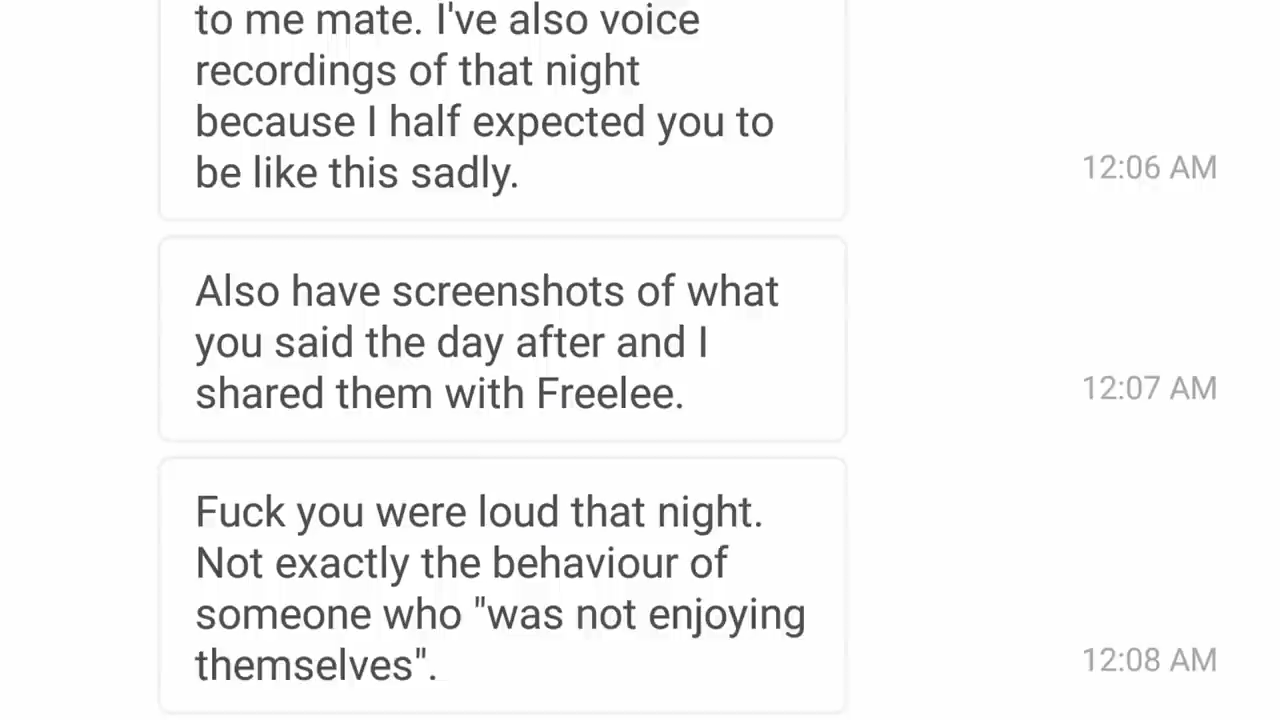 to me mate. I've also voice
recordings of that night
because I half expected you to
be like this sadly.
12:06 AM
Also have screenshots of what
you said the day after and I
shared them with Freelee.
12:07 AM
Fuck you were loud that night.
Not exactly the behaviour of
someone who "was not enjoying
themselves".
12:08 AM